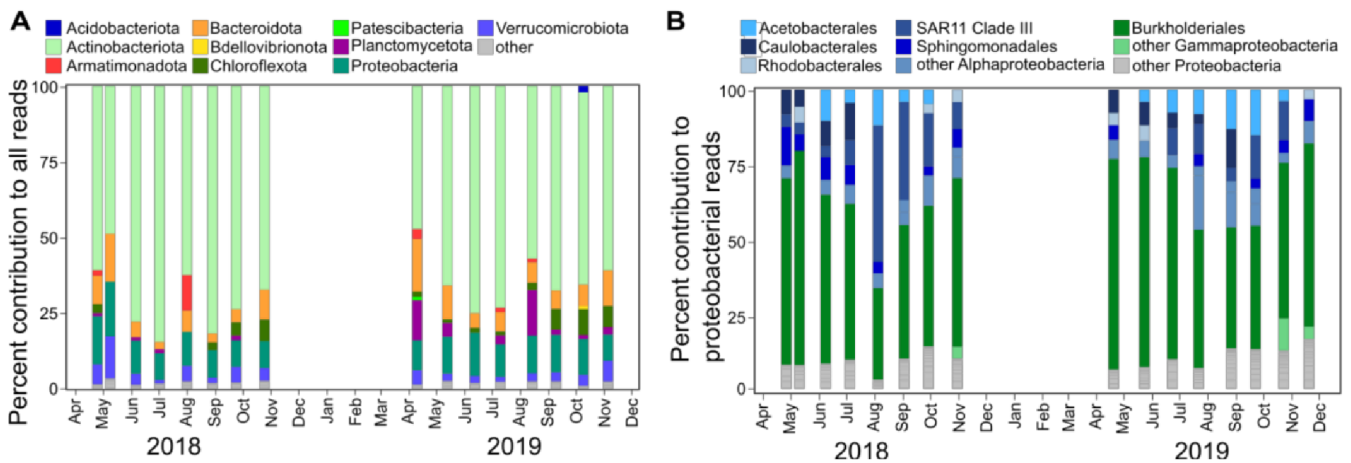 A
Acidobacteriota
Bacteroidota
Patescibacteria
Verrucomicrobiota
Actinobacteriota
Bdellovibrionota
Planctomycetota
other
Armatimonadota
Chloroflexota
Proteobacteria
Percent contribution to all reads
100
75
50
25
0
Apr May Jun Jul Aug Sep Oct Nov Dec Jan Feb Mar Apr May Jun Jul Aug Sep Oct Nov Dec
2018 2019
B
Acetobacterales
SAR11 Clade III
Burkholderiales
Caulobacterales
Sphingomonadales
other Gammaproteobacteria
Rhodobacterales
other Alphaproteobacteria
other Proteobacteria
Percent contribution to
proteobacterial reads
100
75
50
25
0
Apr May Jun Jul Aug Sep Oct Nov Dec Jan Feb Mar Apr May Jun Jul Aug Sep Oct Nov Dec
2018 2019